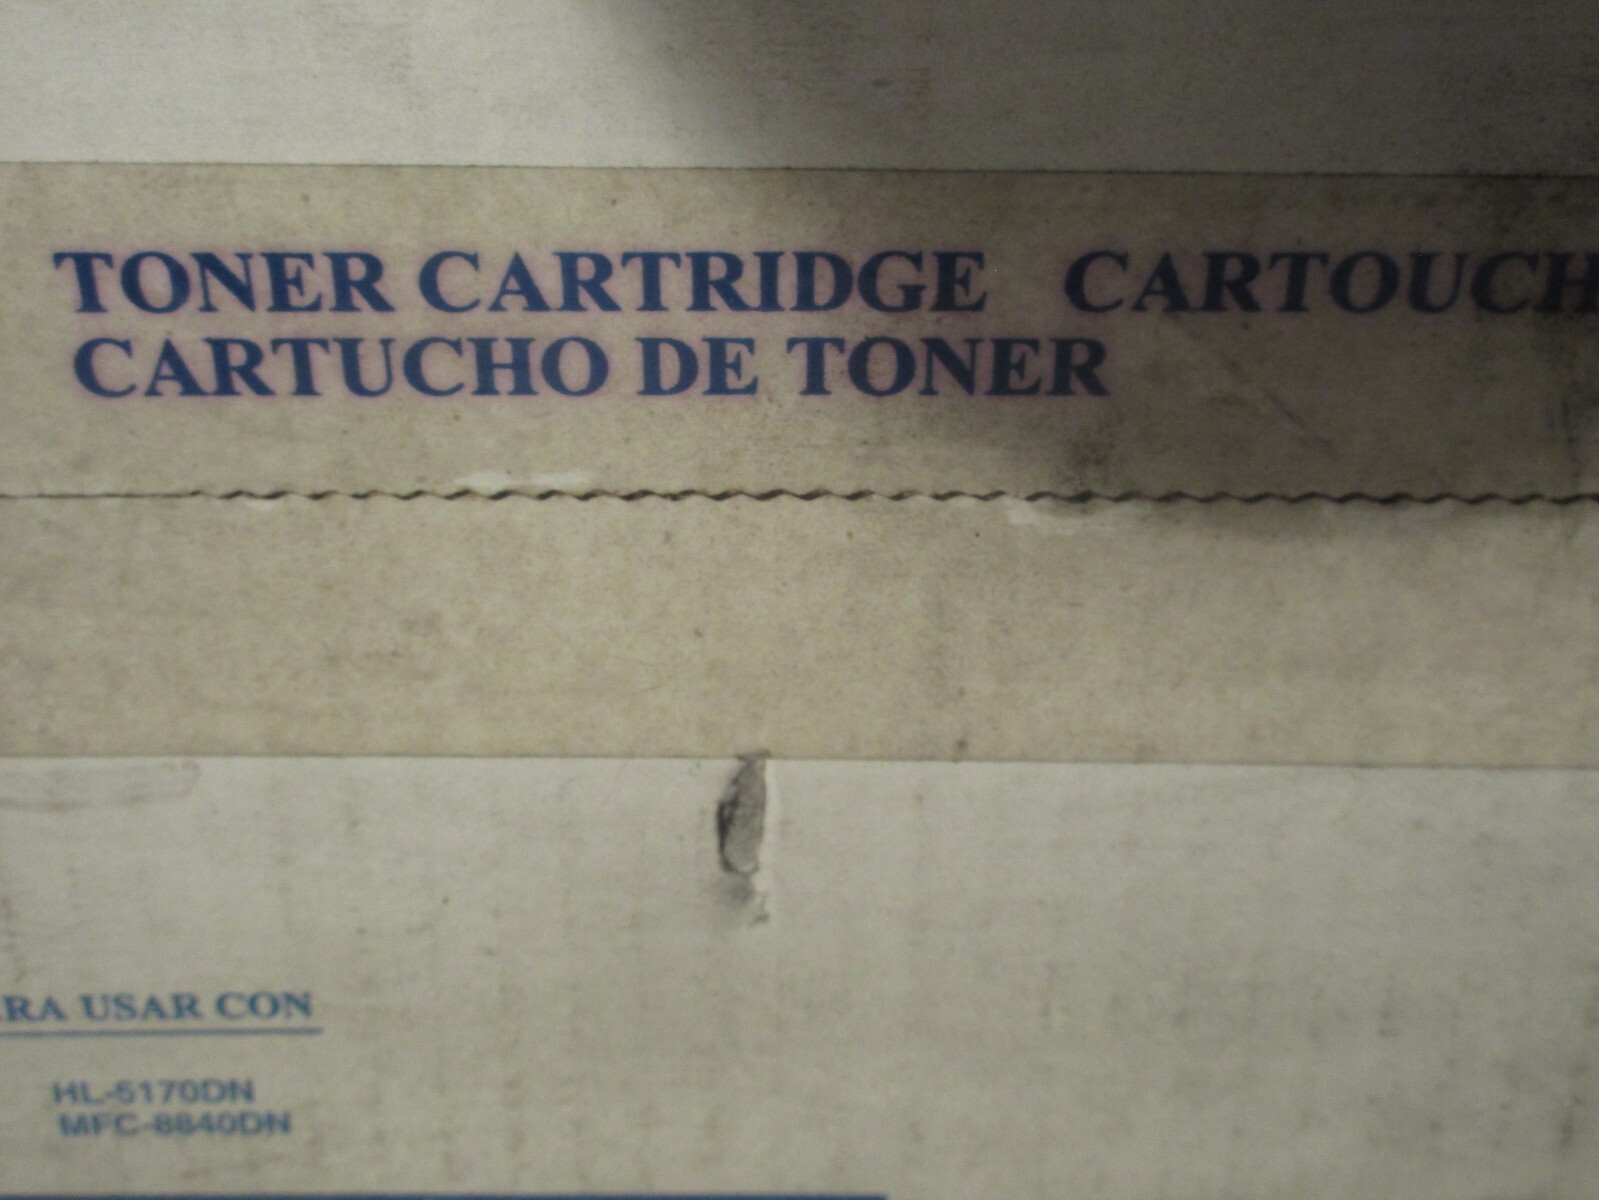 TONER CARTRIDGE CARTOUCH
CARTUCHO DE TONER
RA USAR CON
HL-5170DN
MFC-8840DN